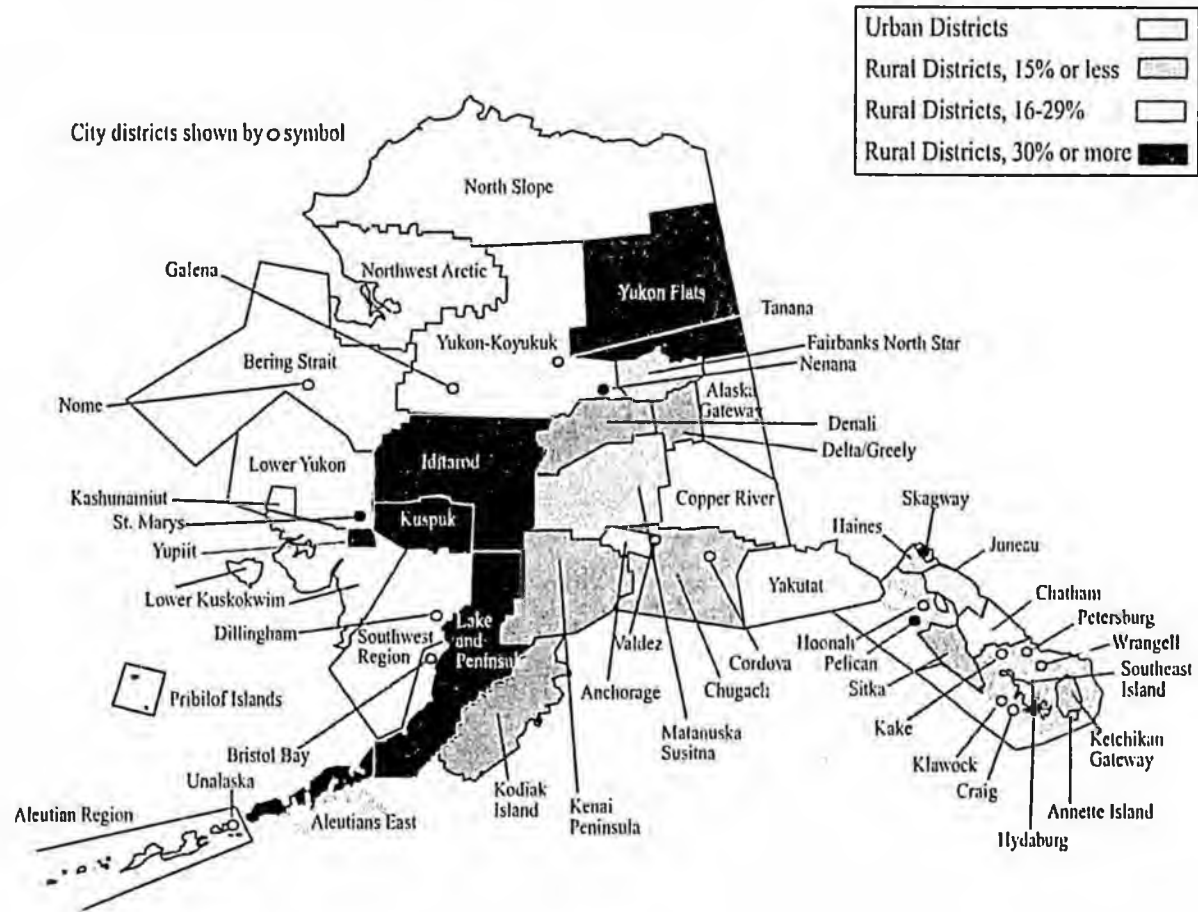 Urban Districts
Rural Districts, 15% or less
Rural Districts, 16-29%
Rural Districts, 30% or more
City districts shown by o symbol
North Slope
Northwest Arctic
Galena
Yukon Flats
Tanana
Yukon-Koyukuk
Fairbanks North Star
Nenana
Bering Strait
Alaska
Gateway
Nome
Denali
Delta/Greely
Lower Yukon
Iditarod
Kashunamiut
Copper River
Skagway
St. Marys
Kuspuk
Haines
Juneau
Yupiit
Yakutat
Lower Kuskokwim
Chatham
Petersburg
Dillingham
Lake
and
Peninsul
Southwest
Region
Valdez
Hoonah
Wrangell
Pelican
Cordova
Sitka
Southeast
Island
Pribilof Islands
Anchorage
Chugach
Kake
Matanuska
Susitna
Bristol Bay
Ketchikan
Gateway
Klawock
Unalaska
Kodiak
Island
Kenai
Peninsula
Craig
Aleutian Region
Aleutians East
Annette Island
Hydaburg